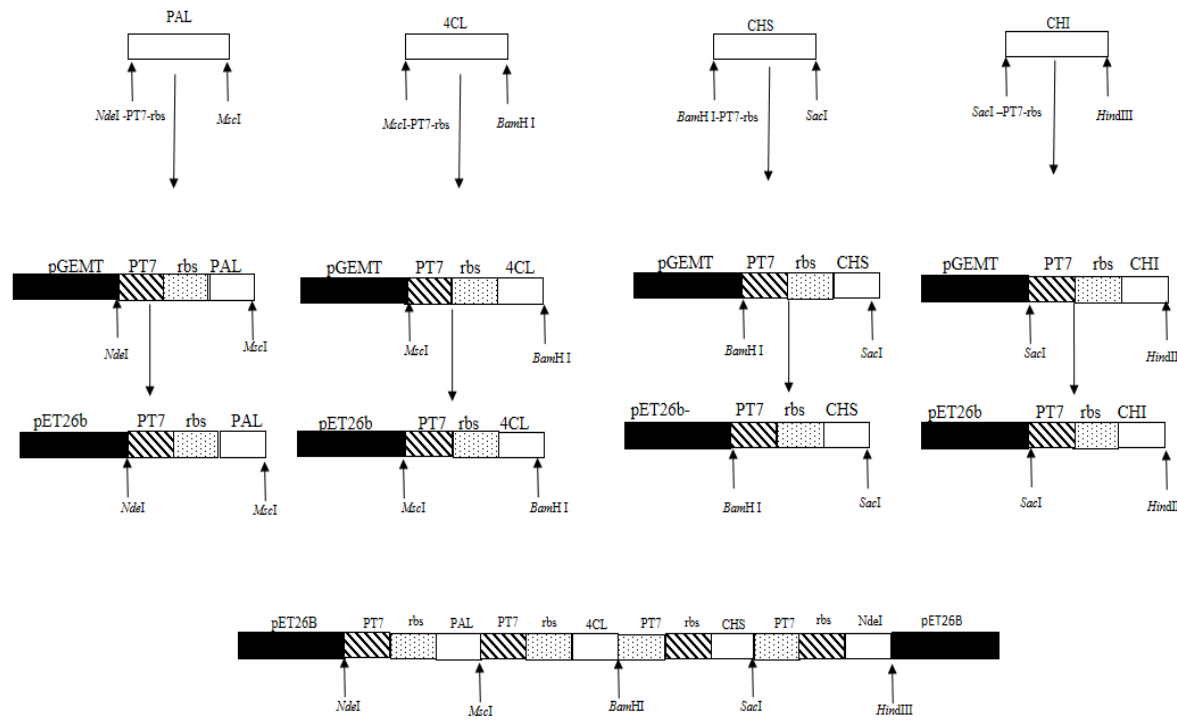 PAL
4CL
CHS
CHI
NdeI -PT7-rbs
MscI
MscI-PT7-rbs
BamH I
BamH I-PT7-rbs
SacI
SacI –PT7-rbs
HindIII
pGEMT PT7 rbs PAL
pGEMT PT7 rbs 4CL
pGEMT PT7 rbs CHS
pGEMT PT7 rbs CHI
NdeI
MscI
MscI
BamH I
BamH I
SacI
SacI
HindII
pET26b PT7 rbs PAL
pET26b PT7 rbs 4CL
pET26b- PT7 rbs CHS
pET26b PT7 rbs CHI
NdeI
MscI
MscI
BamH I
BamH I
SacI
SacI
HindII
pET26B PT7 rbs PAL PT7 rbs 4CL PT7 rbs CHS PT7 rbs NdeI pET26B
NdeI
MscI
BamHI
SacI
HindIII